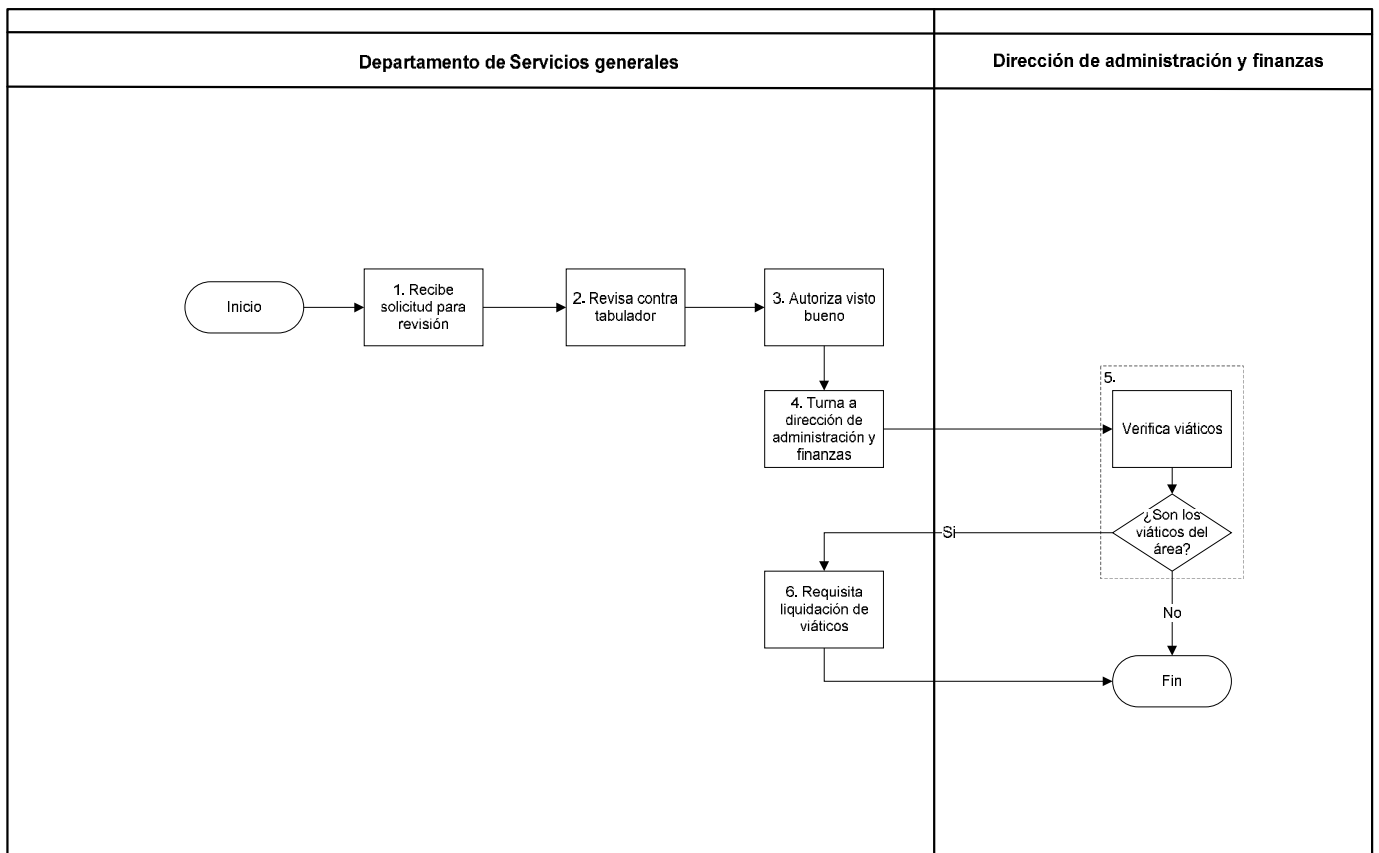 Departamento de Servicios generales
Dirección de administración y finanzas
Inicio
1. Recibe
solicitud para
revisión
2. Revisa contra
tabulador
3. Autoriza visto
bueno
4. Turna a
dirección de
administración y
finanzas
5.
Verifica viáticos
¿Son los
viáticos del
área?
Si
No
6. Requisita
liquidación de
viáticos
Fin